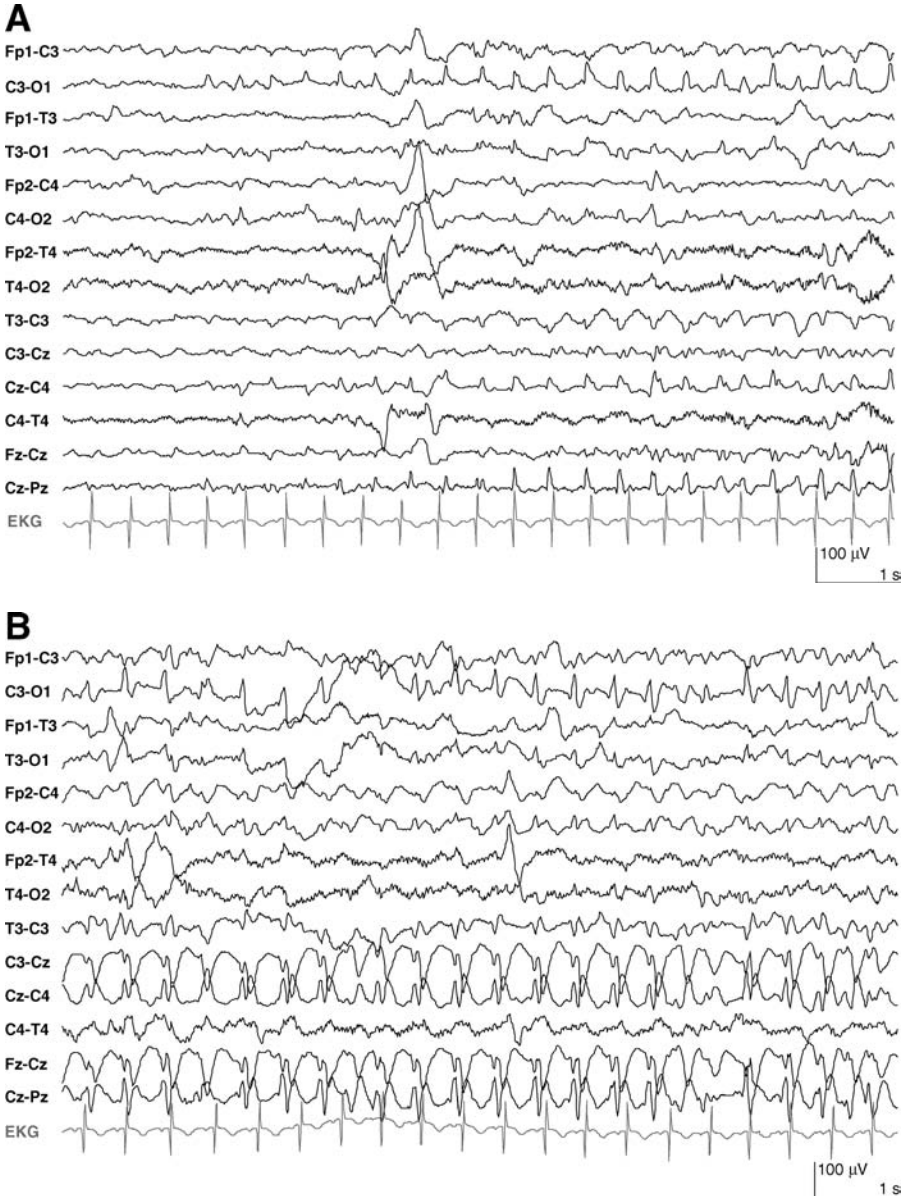 A
Fp1-C3
C3-O1
Fp1-T3
T3-O1
Fp2-C4
C4-O2
Fp2-T4
T4-O2
T3-C3
C3-Cz
Cz-C4
C4-T4
Fz-Cz
Cz-Pz
EKG
100 µV
1 s
B
Fp1-C3
C3-O1
Fp1-T3
T3-O1
Fp2-C4
C4-O2
Fp2-T4
T4-O2
T3-C3
C3-Cz
Cz-C4
C4-T4
Fz-Cz
Cz-Pz
EKG
100 µV
1 s